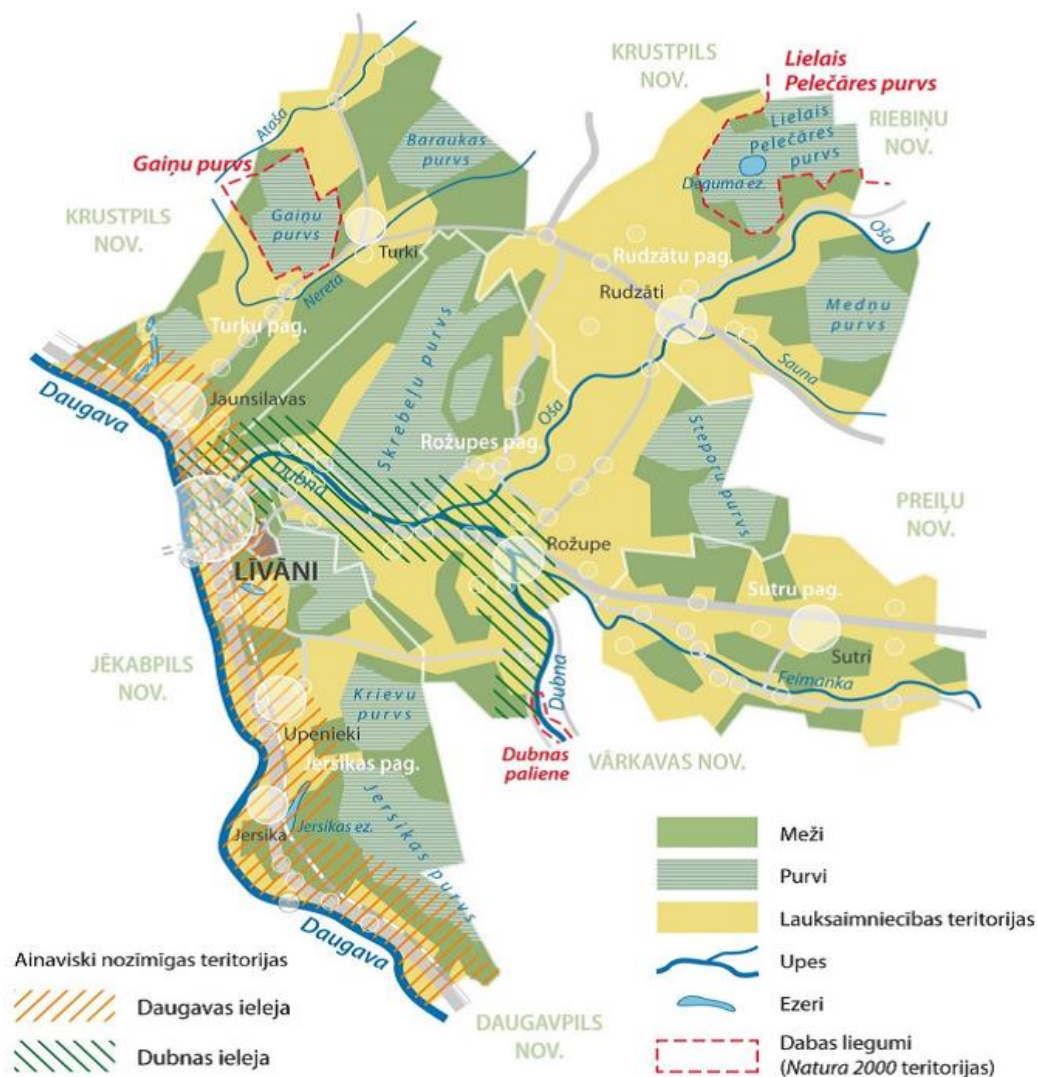 KRUSTPILS
NOV.
Lielais
Pelečāres purvs
RIEBIŅU
NOV.
Ataša
Baraukas
purvs
Lielais
Pelečāres
purvs
Deguma ez.
Gaiņu purvs
KRUSTPILS
NOV.
Gaiņu
purvs
Turki
Nereta
Oša
Rudzātu pag.
Rudzāti
Medņu
purvs
Turku pag.
Sauna
Jaunsilavas
Daugava
Skrebeļu purvs
Oša
Rožupes pag.
Steporu purvs
Dubna
PREIĻU
NOV.
Rožupe
LĪVĀNI
Sutru pag.
Sutri
JĒKABPILS
NOV.
Dubna
Feimanka
Krievu
purvs
Upenieki
Jersikas pag.
Dubnas
paliene
VĀRKAVAS NOV.
Jersikas purvs
Jersika
Jersikas ez.
Daugava
DAUGAVPILS
NOV.
Ainaviski nozīmīgas teritorijas
Daugavas ieleja
Dubnas ieleja
Meži
Purvi
Lauksaimniecības teritorijas
Upes
Ezeri
Dabas liegumi
(Natura 2000 teritorijas)